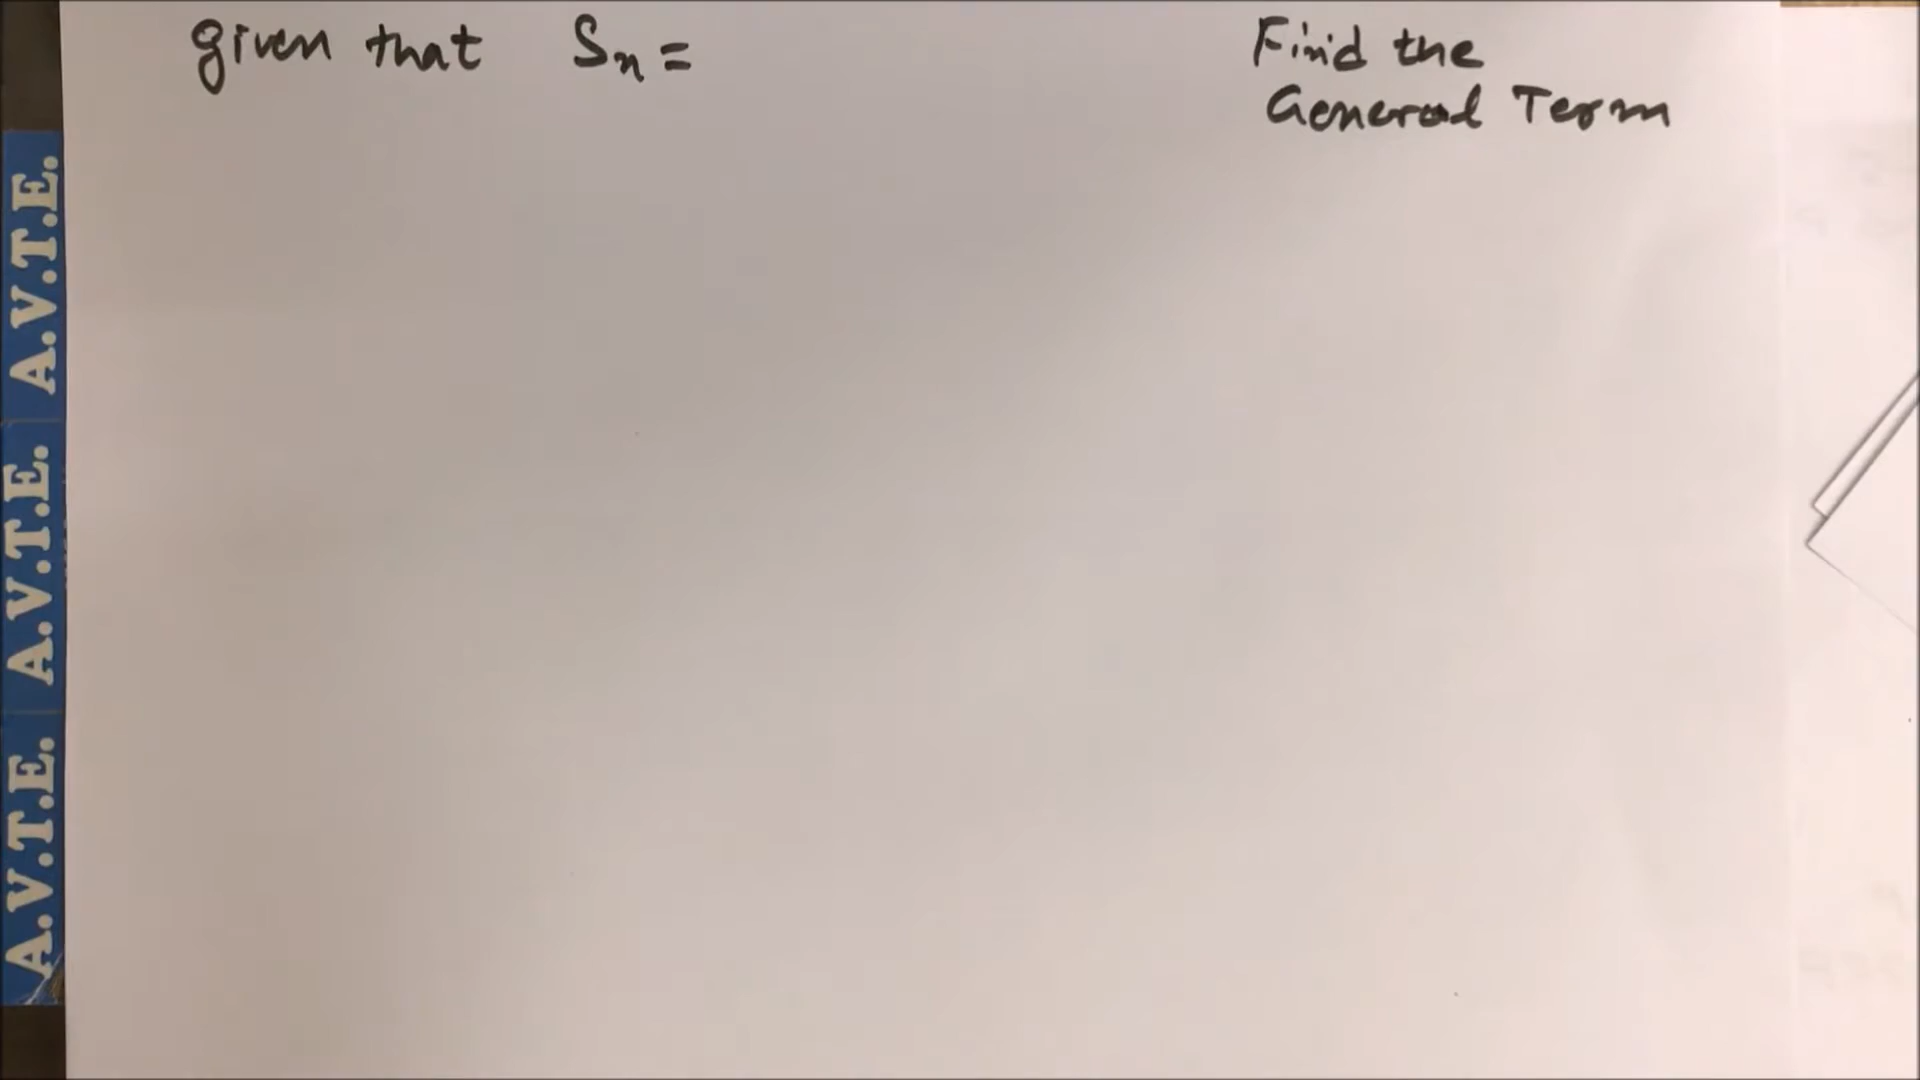 given that Sn =
Find the
General Term
A.V.T.E.
A.V.T.E.
A.V.T.E.